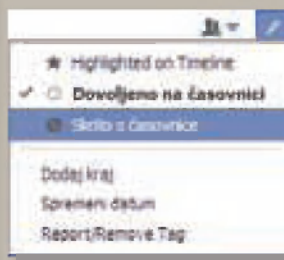 Highlighted on Timeline
Dovoljeno na časovnici
Skrito z časovnice
Dodaj kraj
Spremeni datum
Report/Remove Tag